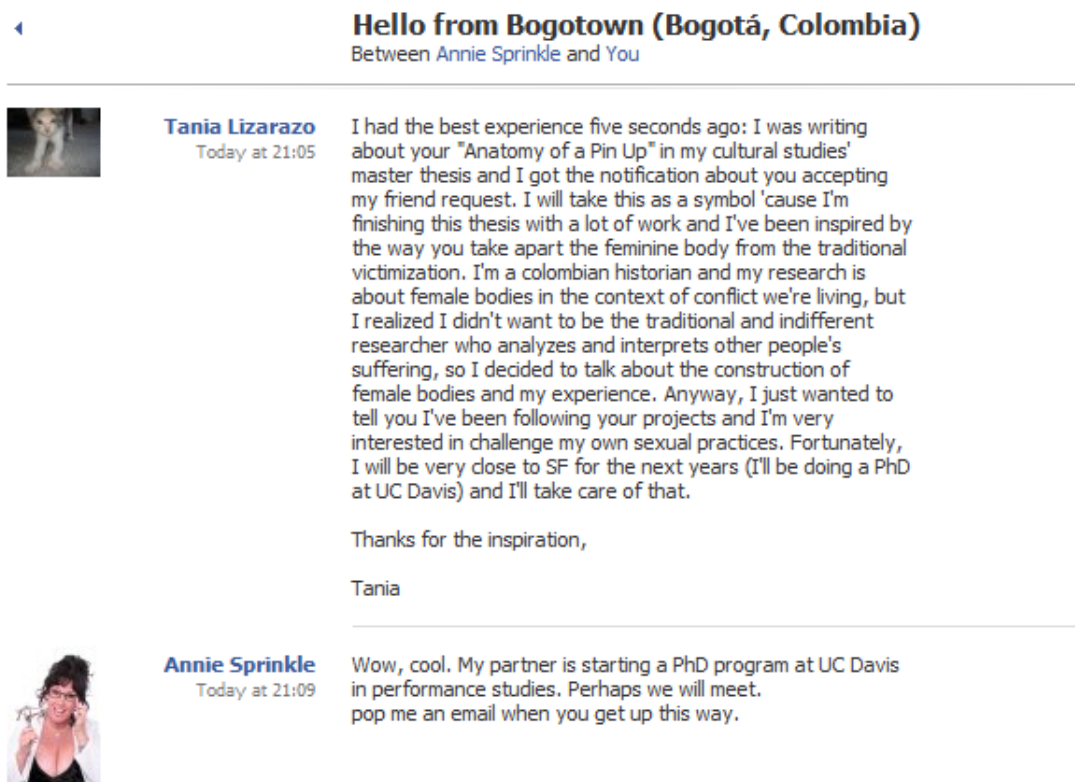 Hello from Bogotown (Bogotá, Colombia)
Between Annie Sprinkle and You
Tania Lizarazo
Today at 21:05
I had the best experience five seconds ago: I was writing
about your "Anatomy of a Pin Up" in my cultural studies'
master thesis and I got the notification about you accepting
my friend request. I will take this as a symbol 'cause I'm
finishing this thesis with a lot of work and I've been inspired by
the way you take apart the feminine body from the traditional
victimization. I'm a colombian historian and my research is
about female bodies in the context of conflict we're living, but
I realized I didn't want to be the traditional and indifferent
researcher who analyzes and interprets other people's
suffering, so I decided to talk about the construction of
female bodies and my experience. Anyway, I just wanted to
tell you I've been following your projects and I'm very
interested in challenge my own sexual practices. Fortunately,
I will be very close to SF for the next years (I'll be doing a PhD
at UC Davis) and I'll take care of that.
Thanks for the inspiration,
Tania
Annie Sprinkle
Today at 21:09
Wow, cool. My partner is starting a PhD program at UC Davis
in performance studies. Perhaps we will meet.
pop me an email when you get up this way.